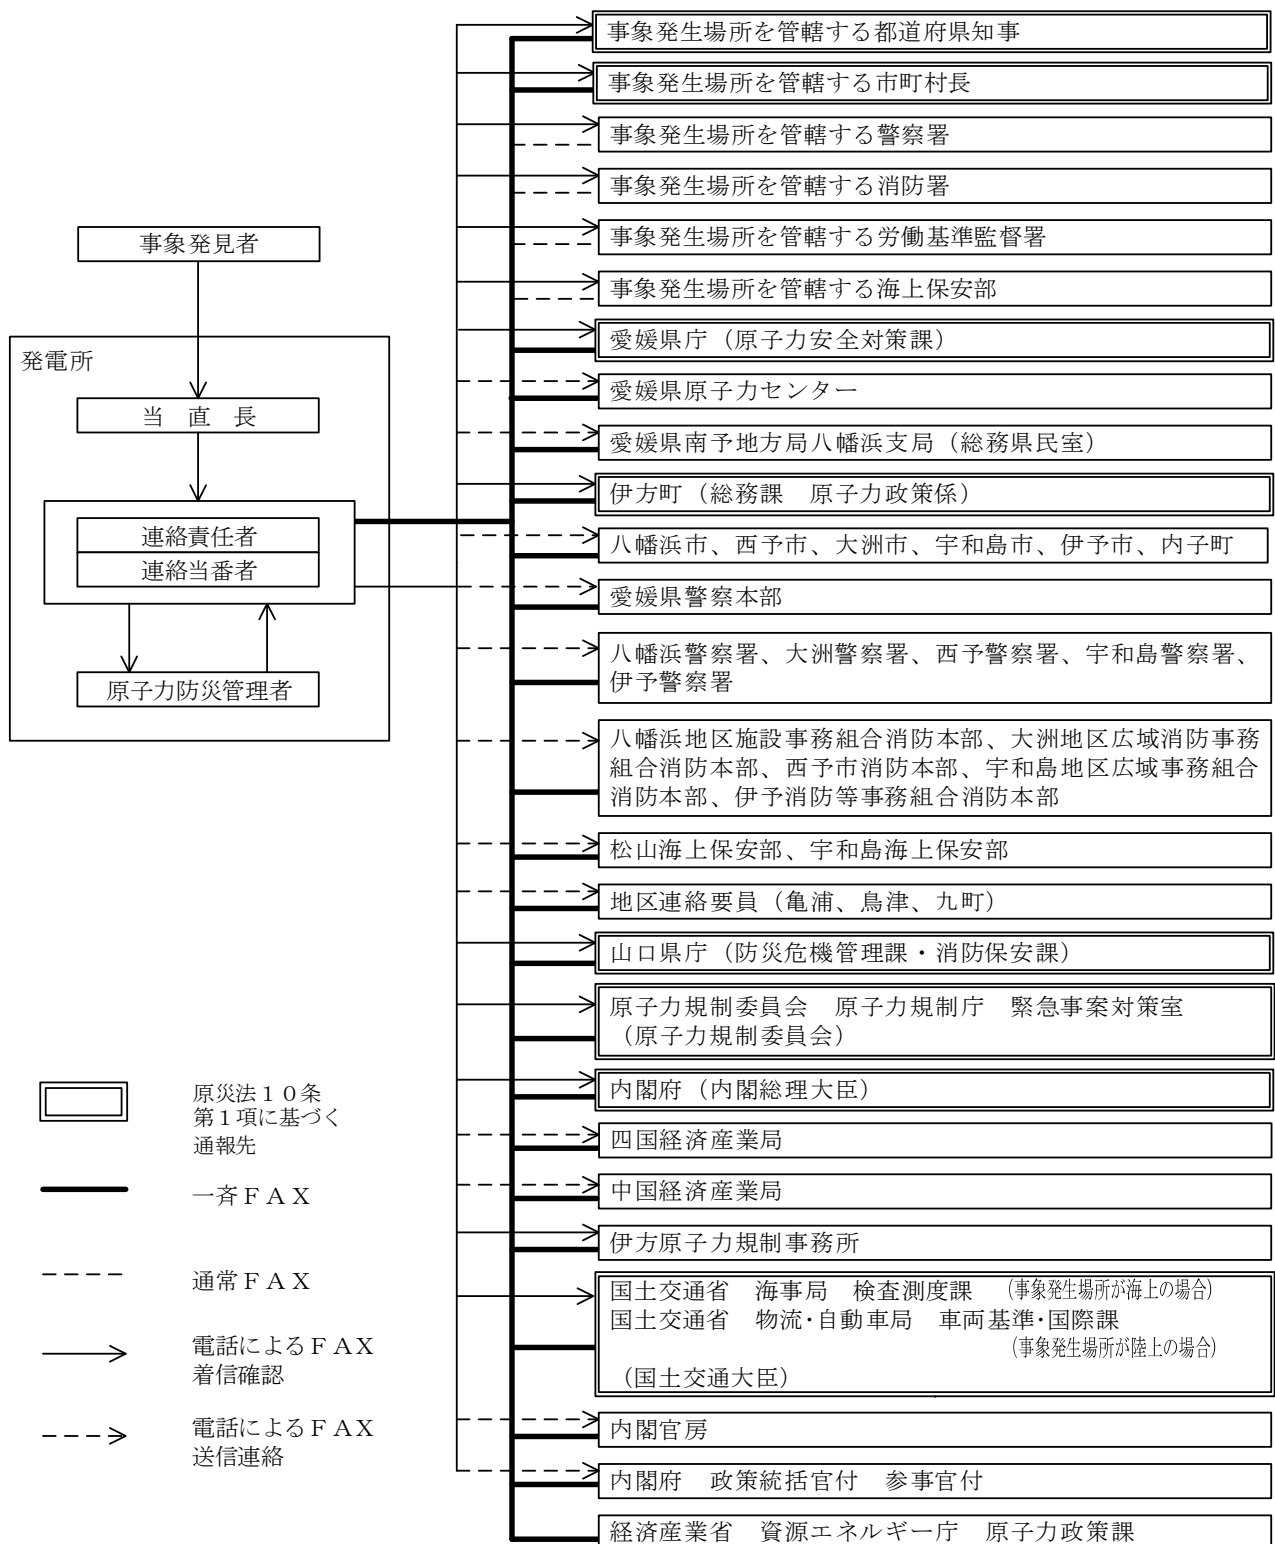 事象発見者
発電所
当　直　長
連絡責任者
連絡当番者
原子力防災管理者
事象発生場所を管轄する都道府県知事
事象発生場所を管轄する市町村長
事象発生場所を管轄する警察署
事象発生場所を管轄する消防署
事象発生場所を管轄する労働基準監督署
事象発生場所を管轄する海上保安部
愛媛県庁（原子力安全対策課）
愛媛県原子力センター
愛媛県南予地方局八幡浜支局（総務県民室）
伊方町（総務課　原子力政策係）
八幡浜市、西予市、大洲市、宇和島市、伊予市、内子町
愛媛県警察本部
八幡浜警察署、大洲警察署、西予警察署、宇和島警察署、
伊予警察署
八幡浜地区施設事務組合消防本部、大洲地区広域消防事務
組合消防本部、西予市消防本部、宇和島地区広域事務組合
消防本部、伊予消防等事務組合消防本部
松山海上保安部、宇和島海上保安部
地区連絡要員（亀浦、鳥津、九町）
山口県庁（防災危機管理課・消防保安課）
原子力規制委員会　原子力規制庁　緊急事案対策室
（原子力規制委員会）
内閣府（内閣総理大臣）
四国経済産業局
中国経済産業局
伊方原子力規制事務所
国土交通省　海事局　検査測度課　（事象発生場所が海上の場合）
国土交通省　物流・自動車局　車両基準・国際課
（事象発生場所が陸上の場合）
（国土交通大臣）
内閣官房
内閣府　政策統括官付　参事官付
経済産業省　資源エネルギー庁　原子力政策課
原災法１０条
第１項に基づく
通報先
一斉ＦＡＸ
通常ＦＡＸ
電話によるＦＡＸ
着信確認
電話によるＦＡＸ
送信連絡